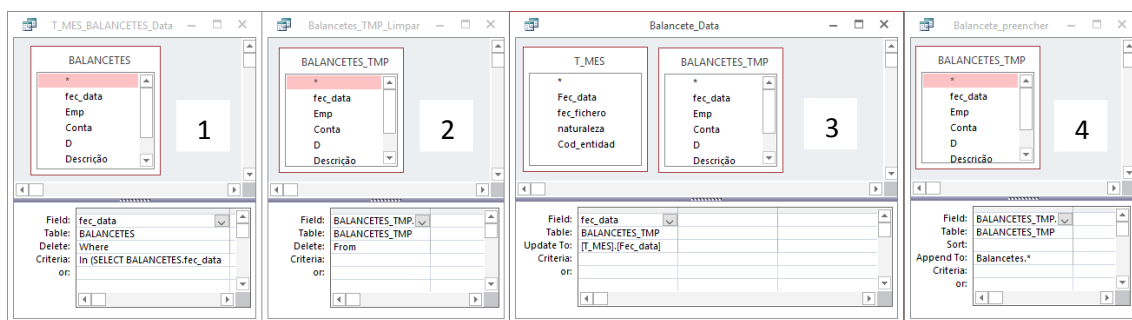 T_MES_BALANCETES_Data
BALANCETES
*
fec_data
Emp
Conta
D
Descrição
1
Field: fec_data
Table: BALANCETES
Delete: Where
Criteria: In (SELECT BALANCETES.fec_data
or:
Balancetes_TMP_Limpar
BALANCETES_TMP
*
fec_data
Emp
Conta
D
Descrição
2
Field: BALANCETES_TMP.
Table: BALANCETES_TMP
Delete: From
Criteria:
or:
Balancete_Data
T_MES
*
Fec_data
fec_fichero
naturaleza
Cod_entidad
BALANCETES_TMP
*
fec_data
Emp
Conta
D
Descrição
3
Field: fec_data
Table: BALANCETES_TMP
Update To: [T_MES].[Fec_data]
Criteria:
or:
Balancete_preencher
BALANCETES_TMP
*
fec_data
Emp
Conta
D
Descrição
4
Field: BALANCETES_TMP.
Table: BALANCETES_TMP
Sort:
Append To: Balancetes.*
Criteria:
or: